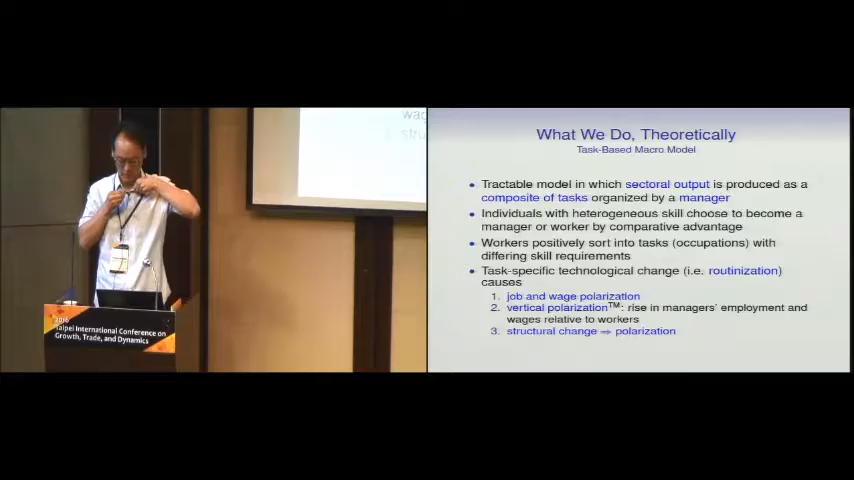 wag
stru
2016
Taipei International Conference on
Growth, Trade, and Dynamics
What We Do, Theoretically
Task-Based Macro Model
• Tractable model in which sectoral output is produced as a
composite of tasks organized by a manager
• Individuals with heterogeneous skill choose to become a
manager or worker by comparative advantage
• Workers positively sort into tasks (occupations) with
differing skill requirements
• Task-specific technological change (i.e. routinization)
causes
1. job and wage polarization
2. vertical polarization™: rise in managers' employment and
wages relative to workers
3. structural change ⇒ polarization